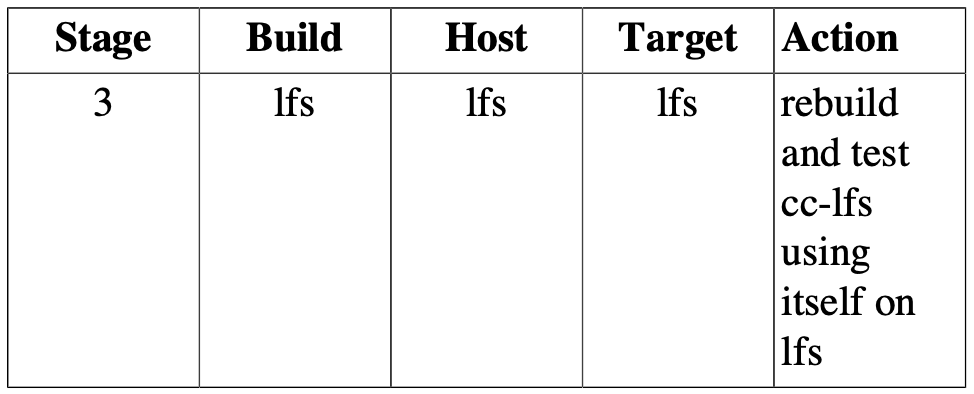 Stage Build Host Target Action
3 lfs lfs lfs rebuild
and test
cc-lfs
using
itself on
lfs